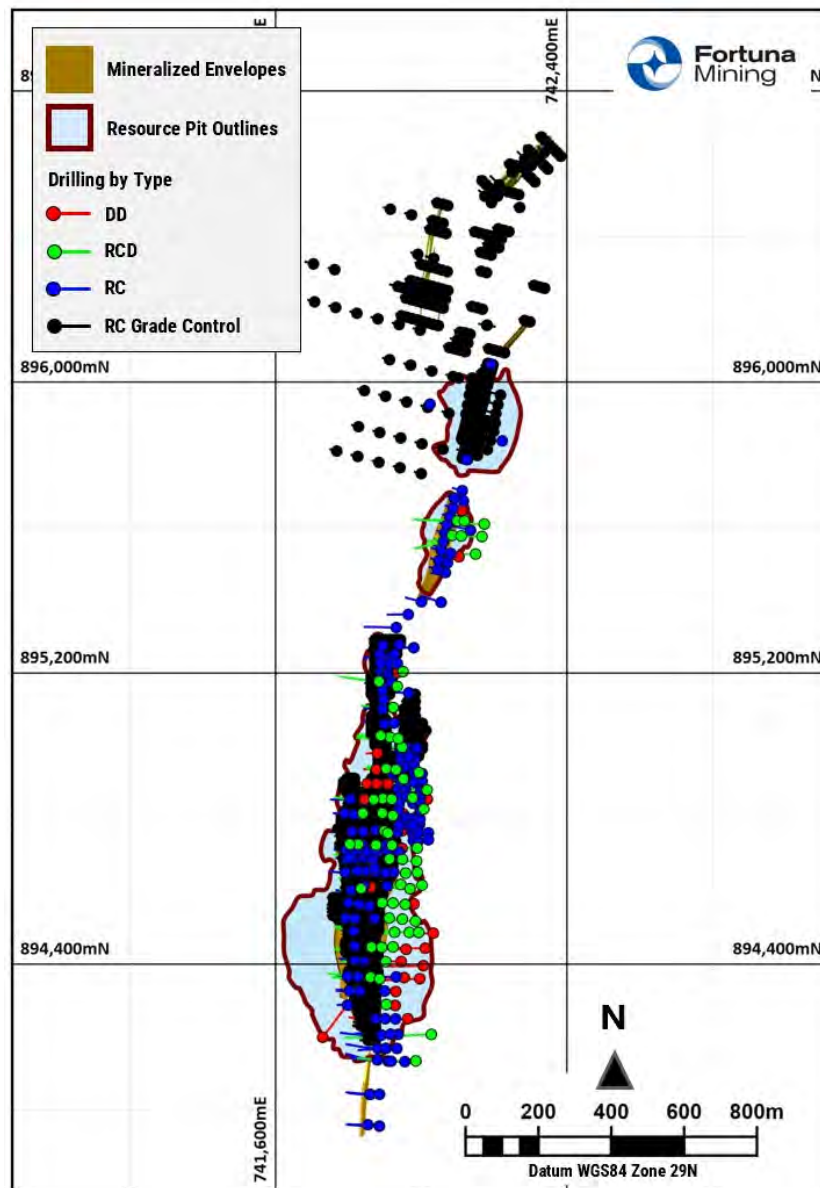 E
E
742,400mE
Fortuna
Mining
N
Mineralized Envelopes
Resource Pit Outlines
Drilling by Type
DD
RCD
RC
RC Grade Control
896,000mN
896,000mN
895,200mN
895,200mN
894,400mN
894,400mN
741,600mE
N
0 200 400 600 800m
Datum WGS84 Zone 29N